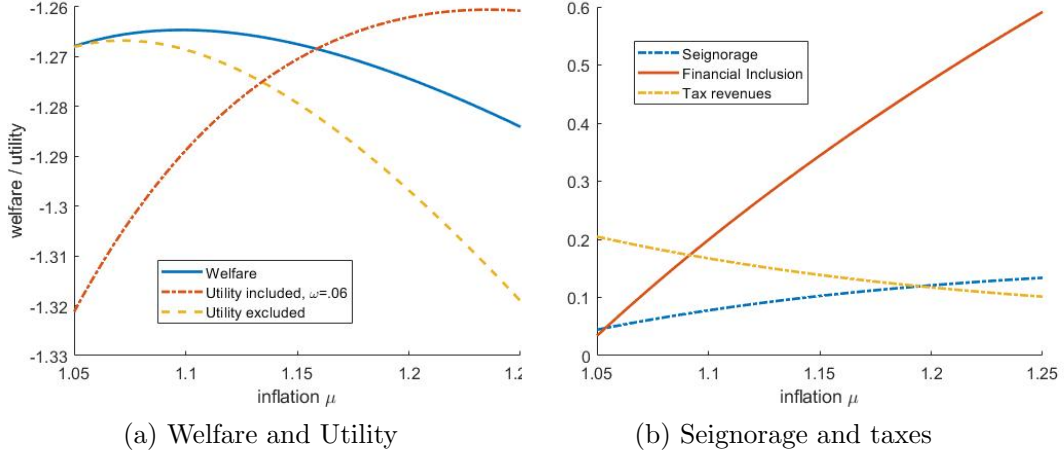 -1.26
-1.27
-1.28
-1.29
-1.3
-1.31
-1.32
-1.33
welfare / utility
Welfare
Utility included, ω=.06
Utility excluded
1.05
1.1
1.15
1.2
inflation μ
(a) Welfare and Utility
0.6
0.5
0.4
0.3
0.2
0.1
0
Seignorage
Financial Inclusion
Tax revenues
1.05
1.1
1.15
1.2
1.25
inflation μ
(b) Seignorage and taxes